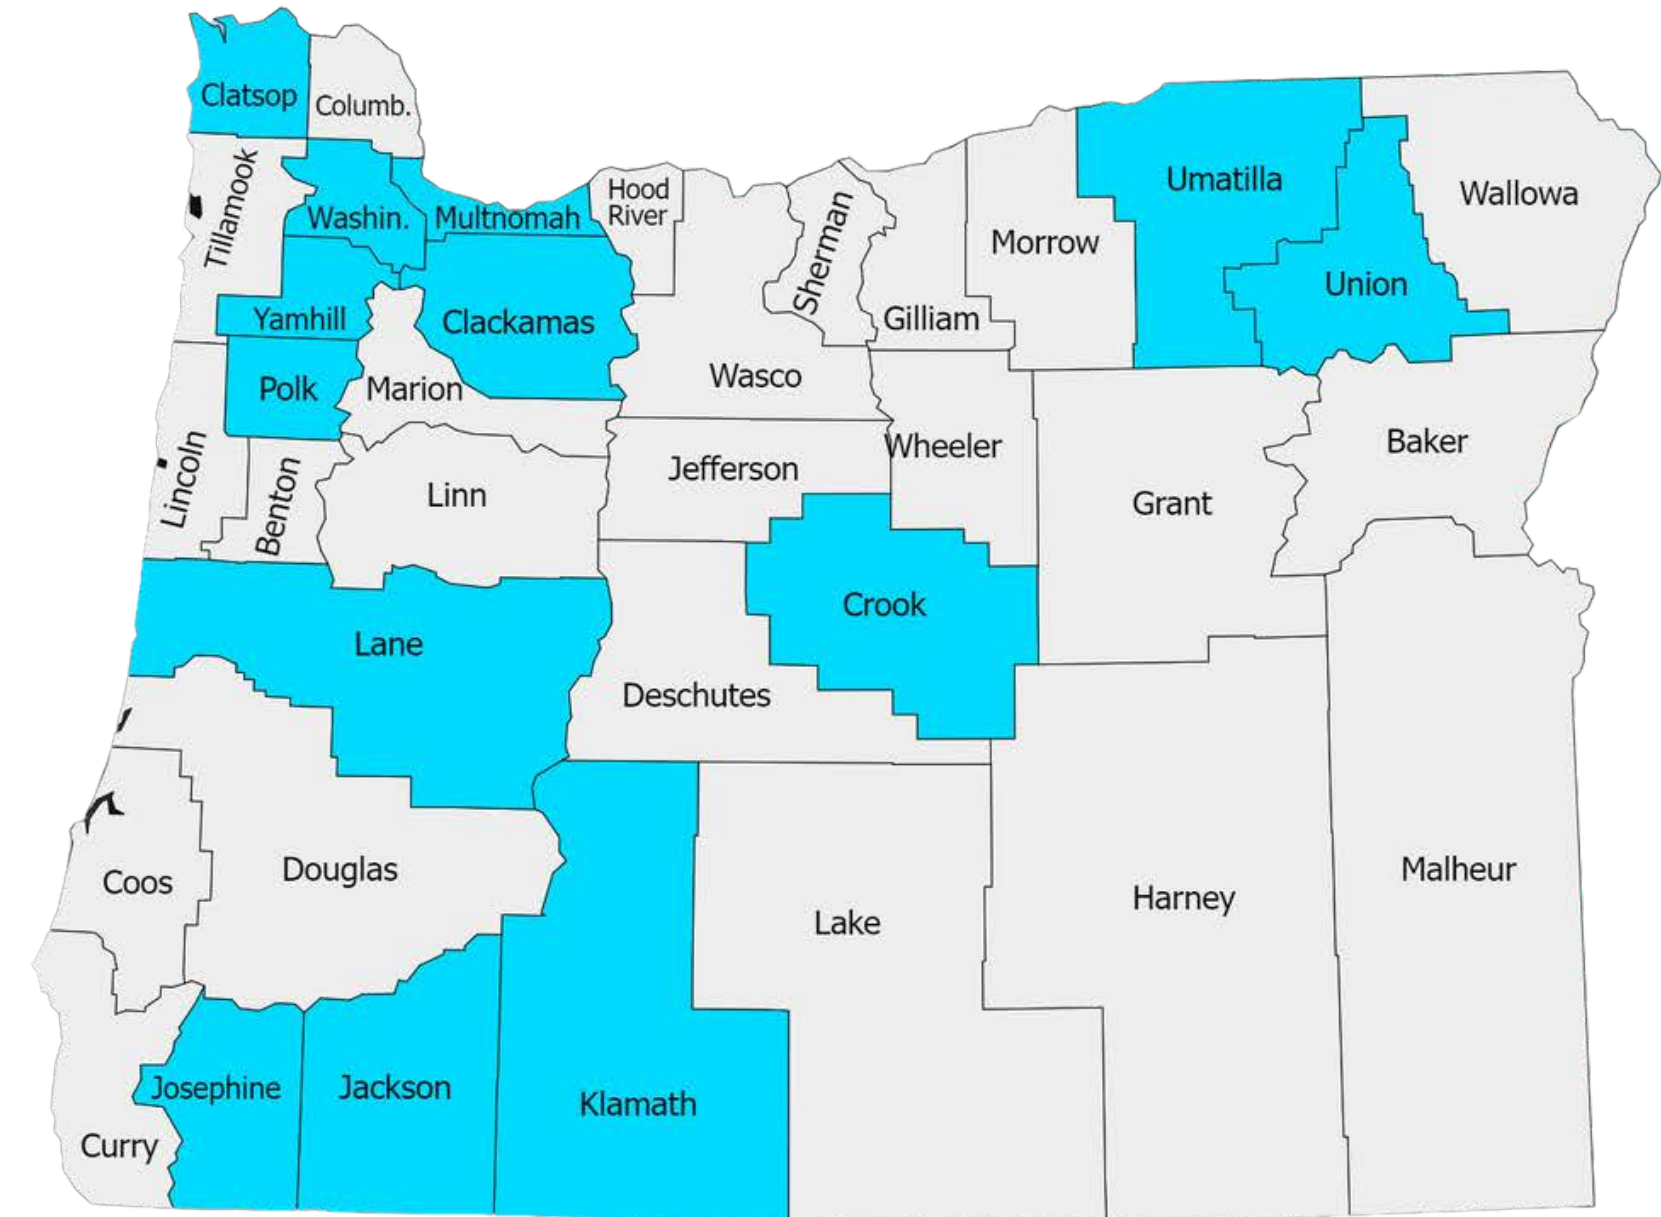 Clatsop
Columb.
Tillamook
Washin.
Multnomah
Hood
River
Sherman
Gilliam
Morrow
Umatilla
Union
Wallowa
Yamhill
Clackamas
Polk
Marion
Wasco
Wheeler
Baker
Lincoln
Benton
Linn
Jefferson
Grant
Lane
Crook
Deschutes
Coos
Douglas
Lake
Harney
Malheur
Curry
Josephine
Jackson
Klamath